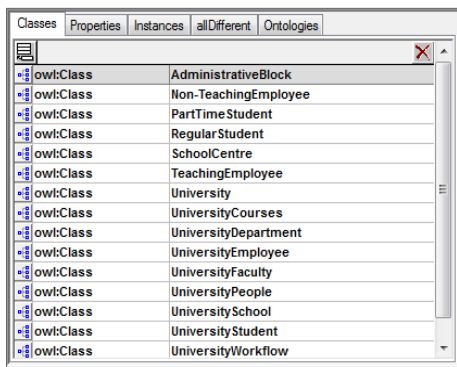 Classes Properties Instances allDifferent Ontologies
owl:Class AdministrativeBlock
owl:Class Non-TeachingEmployee
owl:Class PartTimeStudent
owl:Class RegularStudent
owl:Class SchoolCentre
owl:Class TeachingEmployee
owl:Class University
owl:Class UniversityCourses
owl:Class UniversityDepartment
owl:Class UniversityEmployee
owl:Class UniversityFaculty
owl:Class UniversityPeople
owl:Class UniversitySchool
owl:Class UniversityStudent
owl:Class UniversityWorkflow